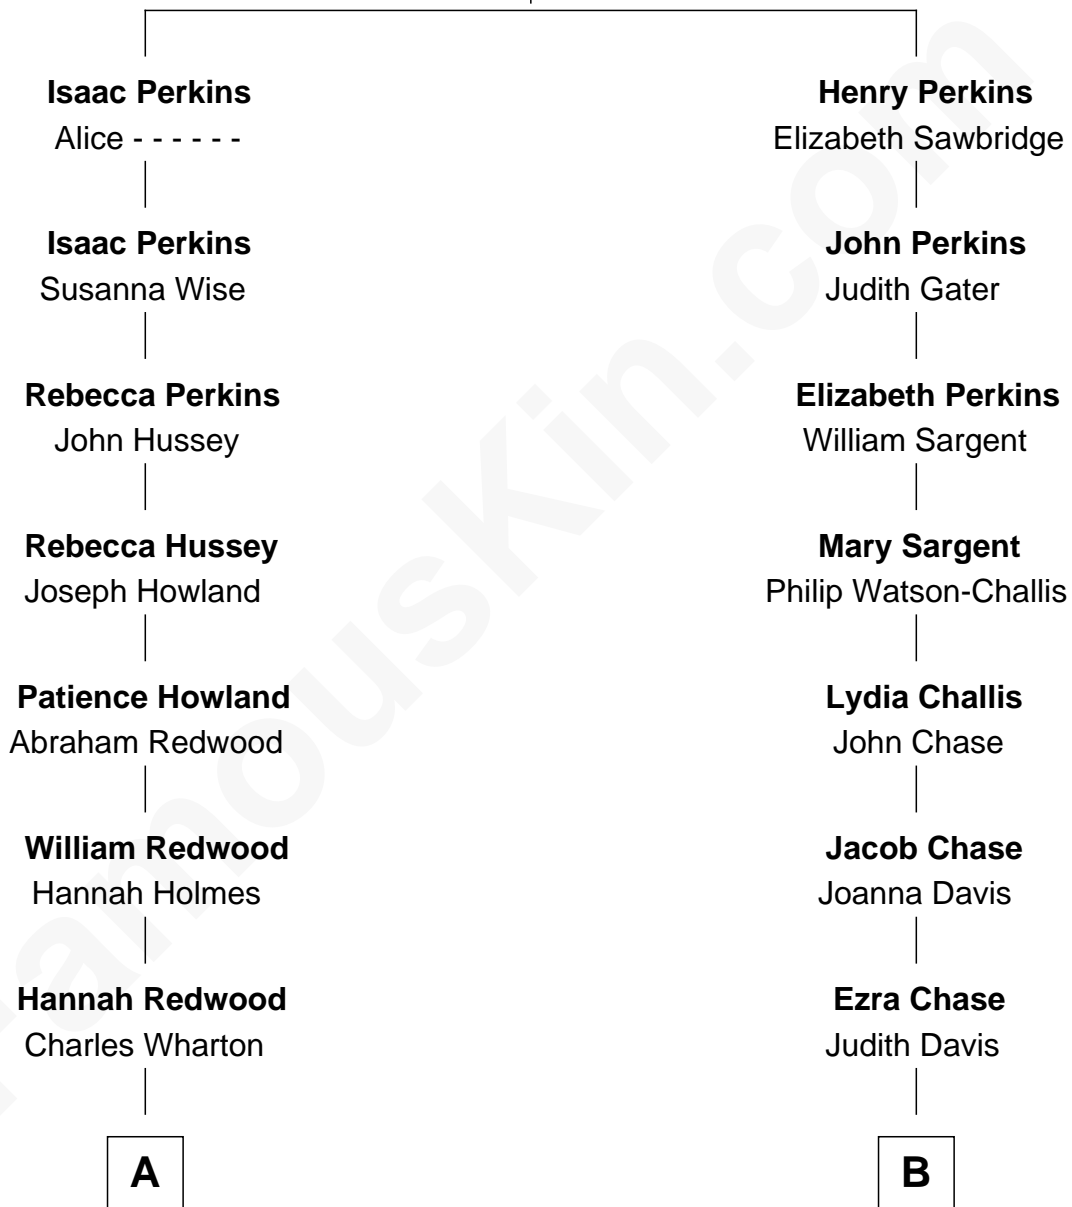 Isaac Perkins
Alice - - - - - -
Isaac Perkins
Susanna Wise
Rebecca Perkins
John Hussey
Rebecca Hussey
Joseph Howland
Patience Howland
Abraham Redwood
William Redwood
Hannah Holmes
Hannah Redwood
Charles Wharton
A
Henry Perkins
Elizabeth Sawbridge
John Perkins
Judith Gater
Elizabeth Perkins
William Sargent
Mary Sargent
Philip Watson-Challis
Lydia Challis
John Chase
Jacob Chase
Joanna Davis
Ezra Chase
Judith Davis
B
FamousKin.com